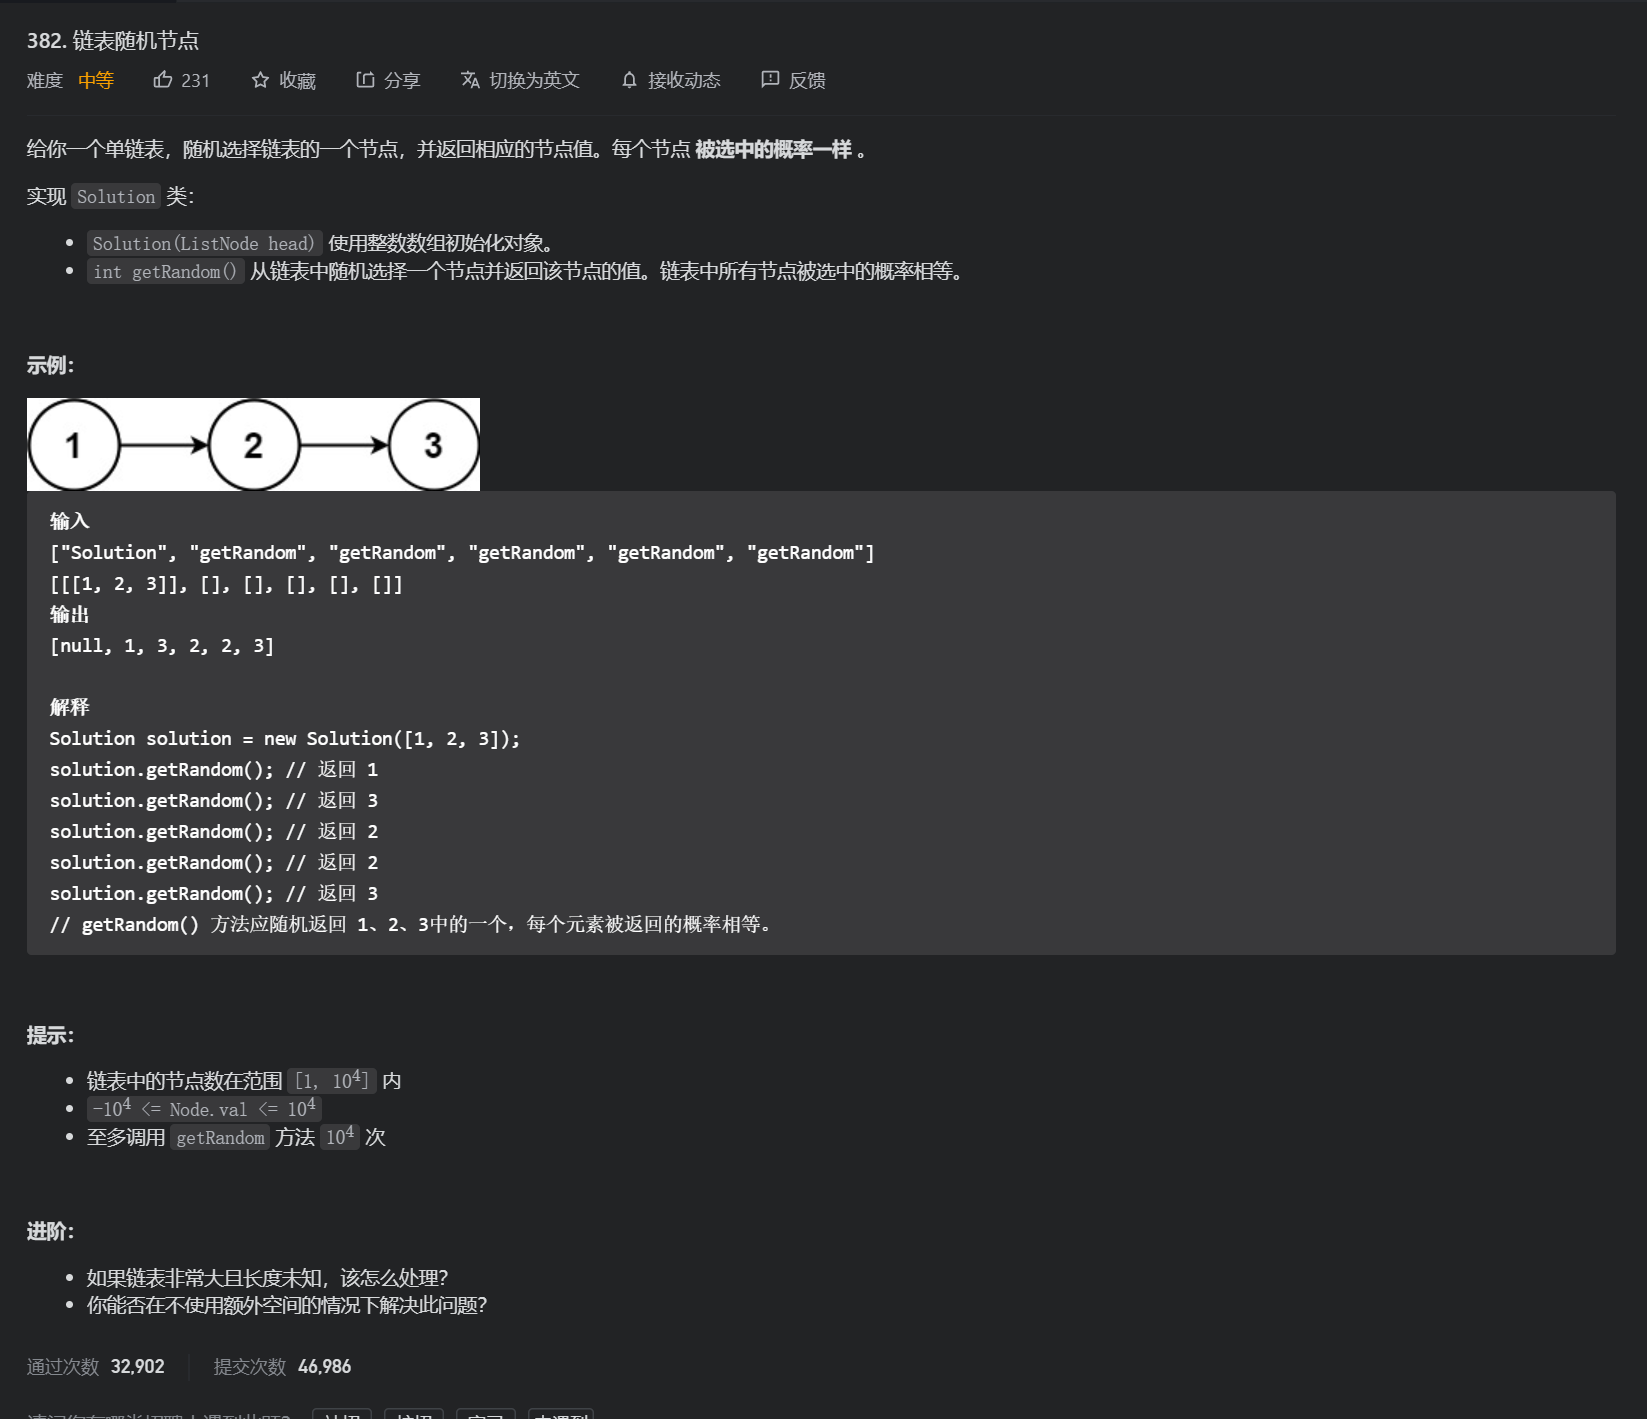 382. 链表随机节点
难度 中等 231 收藏 分享 切换为英文 接收动态 反馈
给你一个单链表，随机选择链表的一个节点，并返回相应的节点值。每个节点 被选中的概率一样 。
实现 Solution 类：
Solution(ListNode head) 使用整数数组初始化对象。
int getRandom() 从链表中随机选择一个节点并返回该节点的值。链表中所有节点被选中的概率相等。
示例：
1 2 3
输入
["Solution", "getRandom", "getRandom", "getRandom", "getRandom", "getRandom"]
[[[1, 2, 3]], [], [], [], [], []]
输出
[null, 1, 3, 2, 2, 3]
解释
Solution solution = new Solution([1, 2, 3]);
solution.getRandom(); // 返回 1
solution.getRandom(); // 返回 3
solution.getRandom(); // 返回 2
solution.getRandom(); // 返回 2
solution.getRandom(); // 返回 3
// getRandom() 方法应随机返回 1、2、3中的一个，每个元素被返回的概率相等。
提示：
链表中的节点数在范围 [1, 10⁴] 内
-10⁴ <= Node.val <= 10⁴
至多调用 getRandom 方法 10⁴ 次
进阶：
如果链表非常大且长度未知，该怎么处理？
你能否在不使用额外空间的情况下解决此问题？
通过次数 32,902 提交次数 46,986